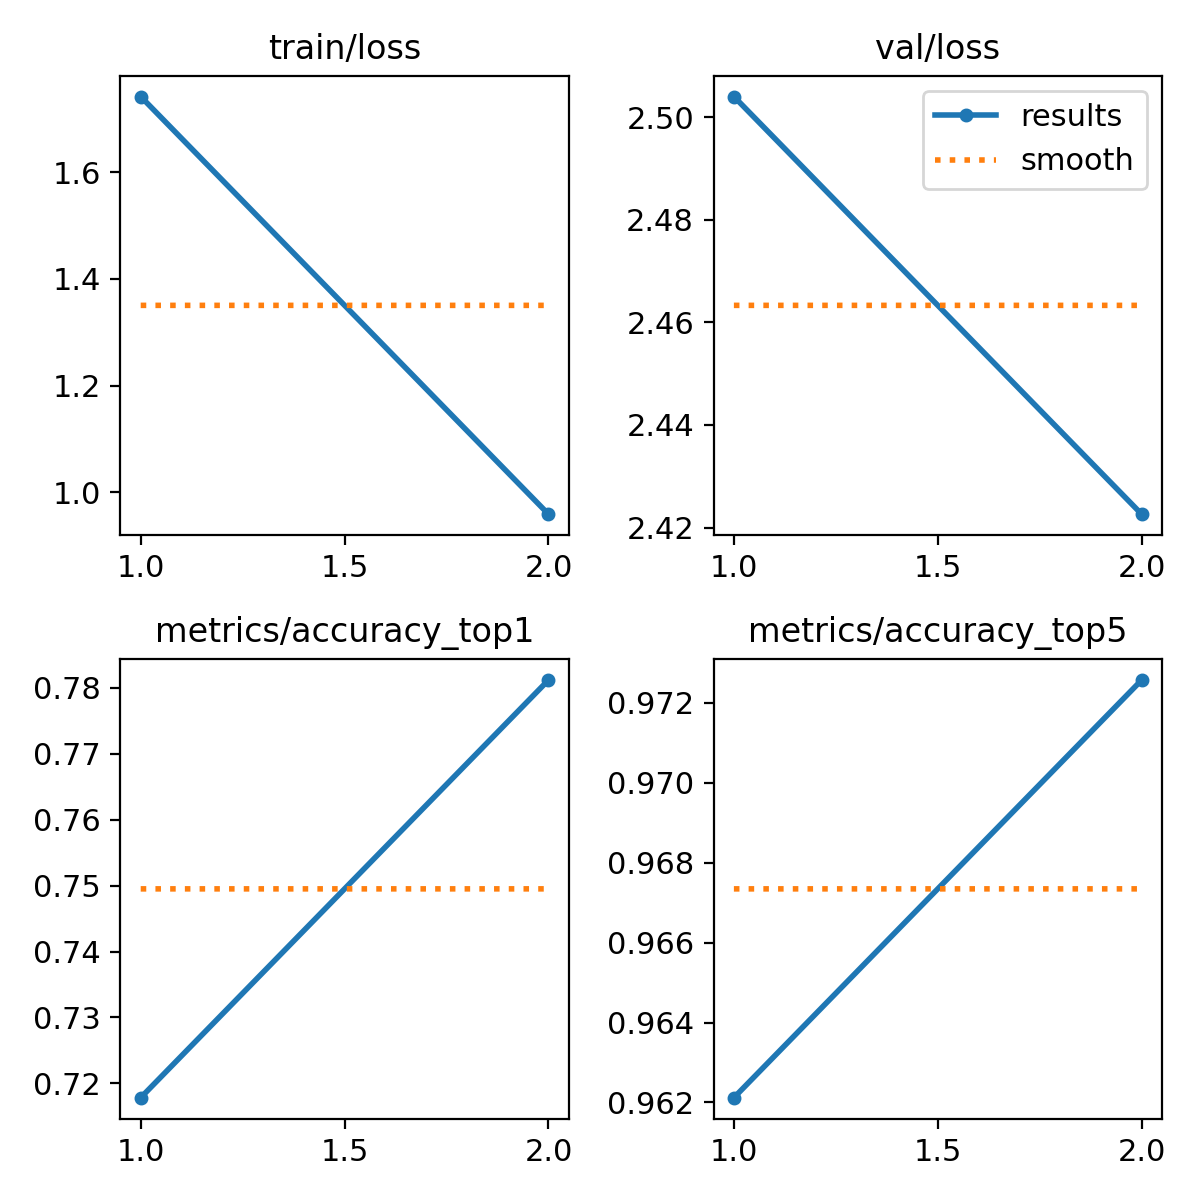 train/loss
1.6
1.4
1.2
1.0
1.0 1.5 2.0
val/loss
results
smooth
2.50
2.48
2.46
2.44
2.42
1.0 1.5 2.0
metrics/accuracy_top1
0.78
0.77
0.76
0.75
0.74
0.73
0.72
1.0 1.5 2.0
metrics/accuracy_top5
0.972
0.970
0.968
0.966
0.964
0.962
1.0 1.5 2.0